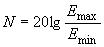 N = 20lg E_max / E_min